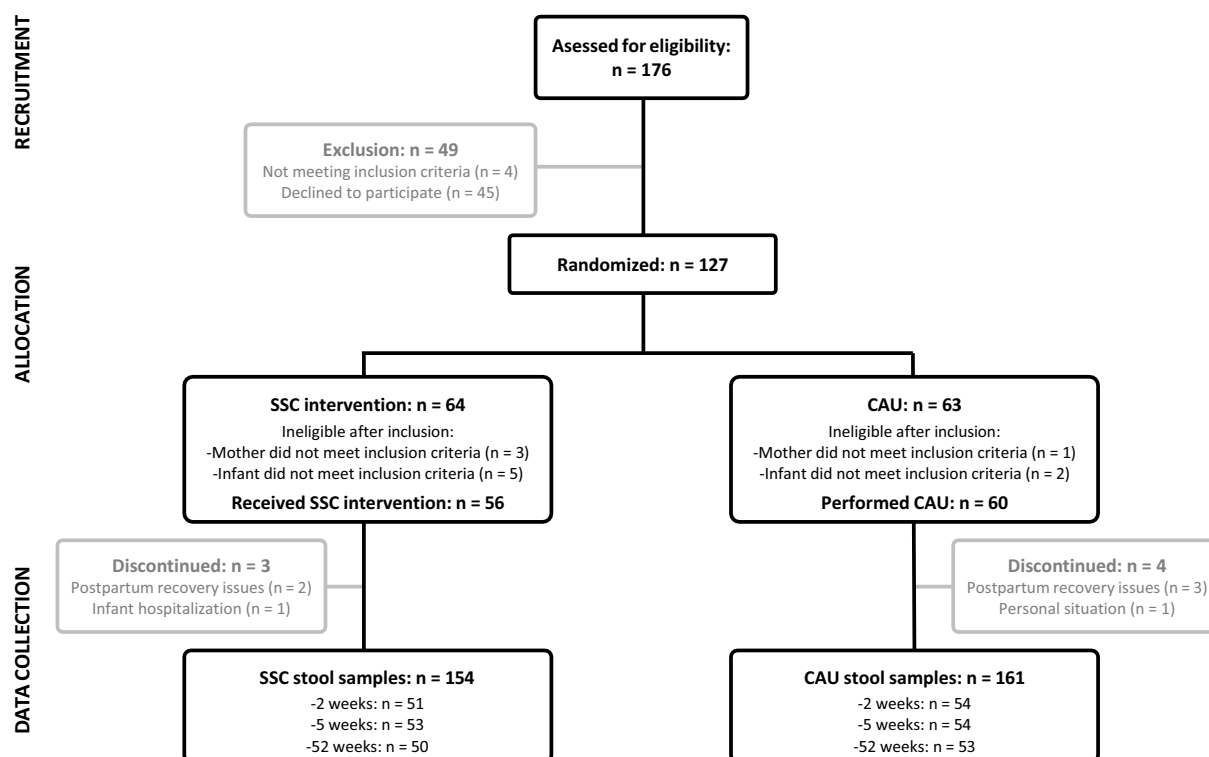 RECRUITMENT
Asessed for eligibility:
n = 176
Exclusion: n = 49
Not meeting inclusion criteria (n = 4)
Declined to participate (n = 45)
ALLOCATION
Randomized: n = 127
SSC intervention: n = 64
Ineligible after inclusion:
-Mother did not meet inclusion criteria (n = 3)
-Infant did not meet inclusion criteria (n = 5)
Received SSC intervention: n = 56
CAU: n = 63
Ineligible after inclusion:
-Mother did not meet inclusion criteria (n = 1)
-Infant did not meet inclusion criteria (n = 2)
Performed CAU: n = 60
DATA COLLECTION
Discontinued: n = 3
Postpartum recovery issues (n = 2)
Infant hospitalization (n = 1)
Discontinued: n = 4
Postpartum recovery issues (n = 3)
Personal situation (n = 1)
SSC stool samples: n = 154
-2 weeks: n = 51
-5 weeks: n = 53
-52 weeks: n = 50
CAU stool samples: n = 161
-2 weeks: n = 54
-5 weeks: n = 54
-52 weeks: n = 53